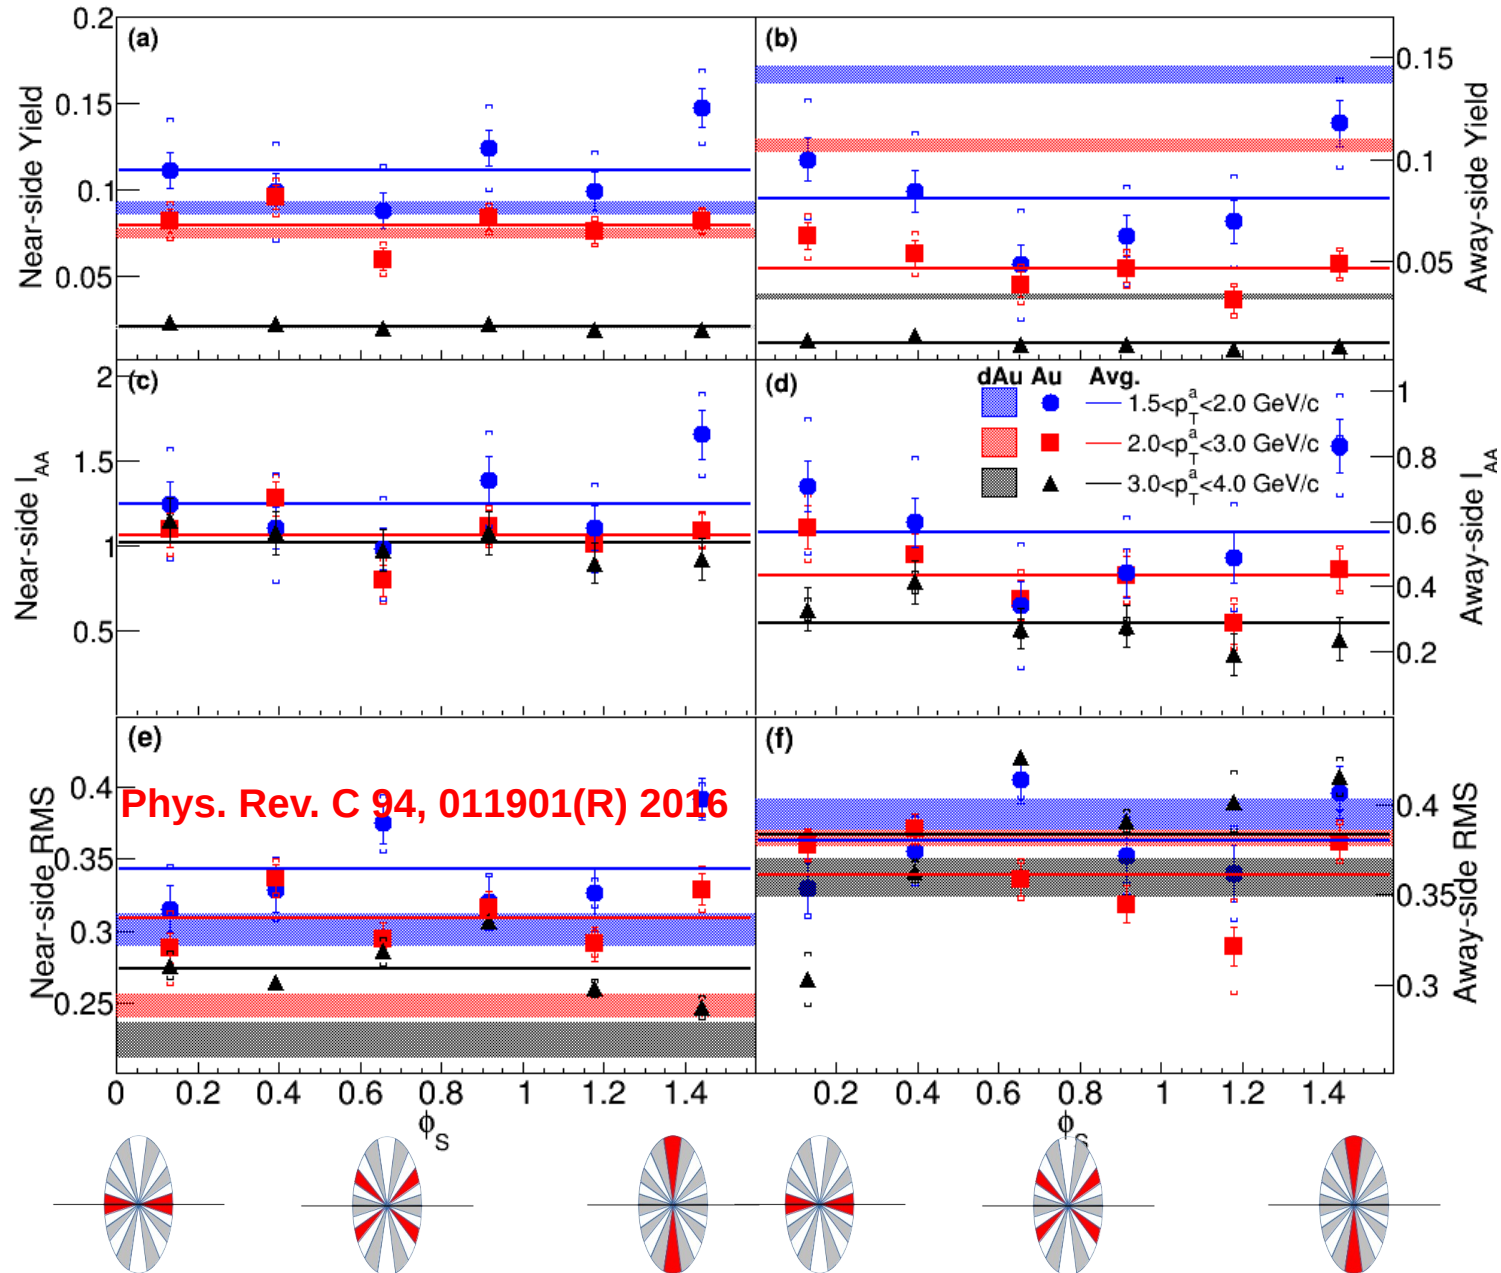 0.2
(a)
0.15
0.1
0.05
Near-side Yield
(b)
0.15
0.1
0.05
Away-side Yield
(c)
2
1.5
1
0.5
Near-side I_AA
(d)
dAu Au Avg.
1.5<p_T^a<2.0 GeV/c
2.0<p_T^a<3.0 GeV/c
3.0<p_T^a<4.0 GeV/c
1
0.8
0.6
0.4
0.2
Away-side I_AA
(e)
0.4
Phys. Rev. C 94, 011901(R) 2016
0.35
0.3
0.25
Near-side RMS
(f)
0.4
0.35
0.3
Away-side RMS
0 0.2 0.4 0.6 0.8 1 1.2 1.4
ϕ_S
0.2 0.4 0.6 0.8 1 1.2 1.4
ϕ_S